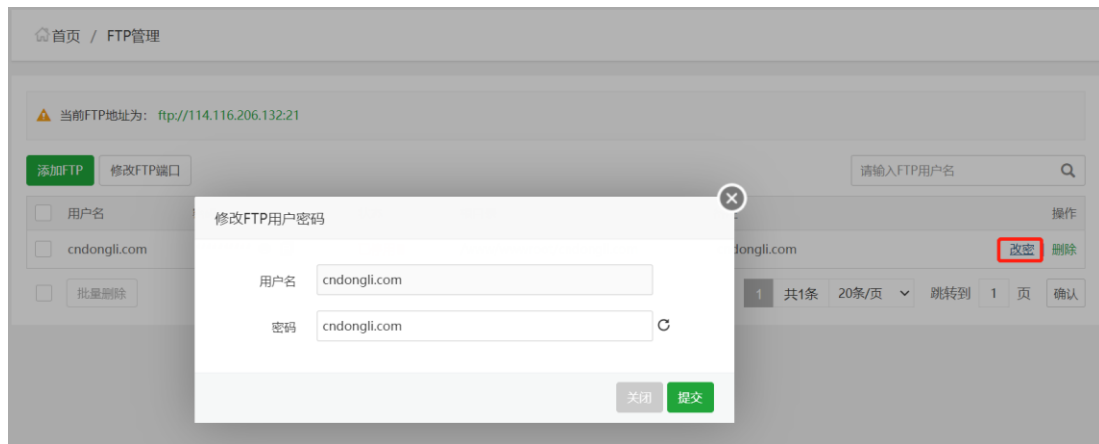 首页 / FTP管理
当前FTP地址为: ftp://114.116.206.132:21
添加FTP 修改FTP端口 请输入FTP用户名
用户名 操作
修改FTP用户密码
cndongli.com dongli.com 改密 删除
用户名 cndongli.com
批量删除 1 共1条 20条/页 跳转到 1 页 确认
密码 cndongli.com
关闭 提交